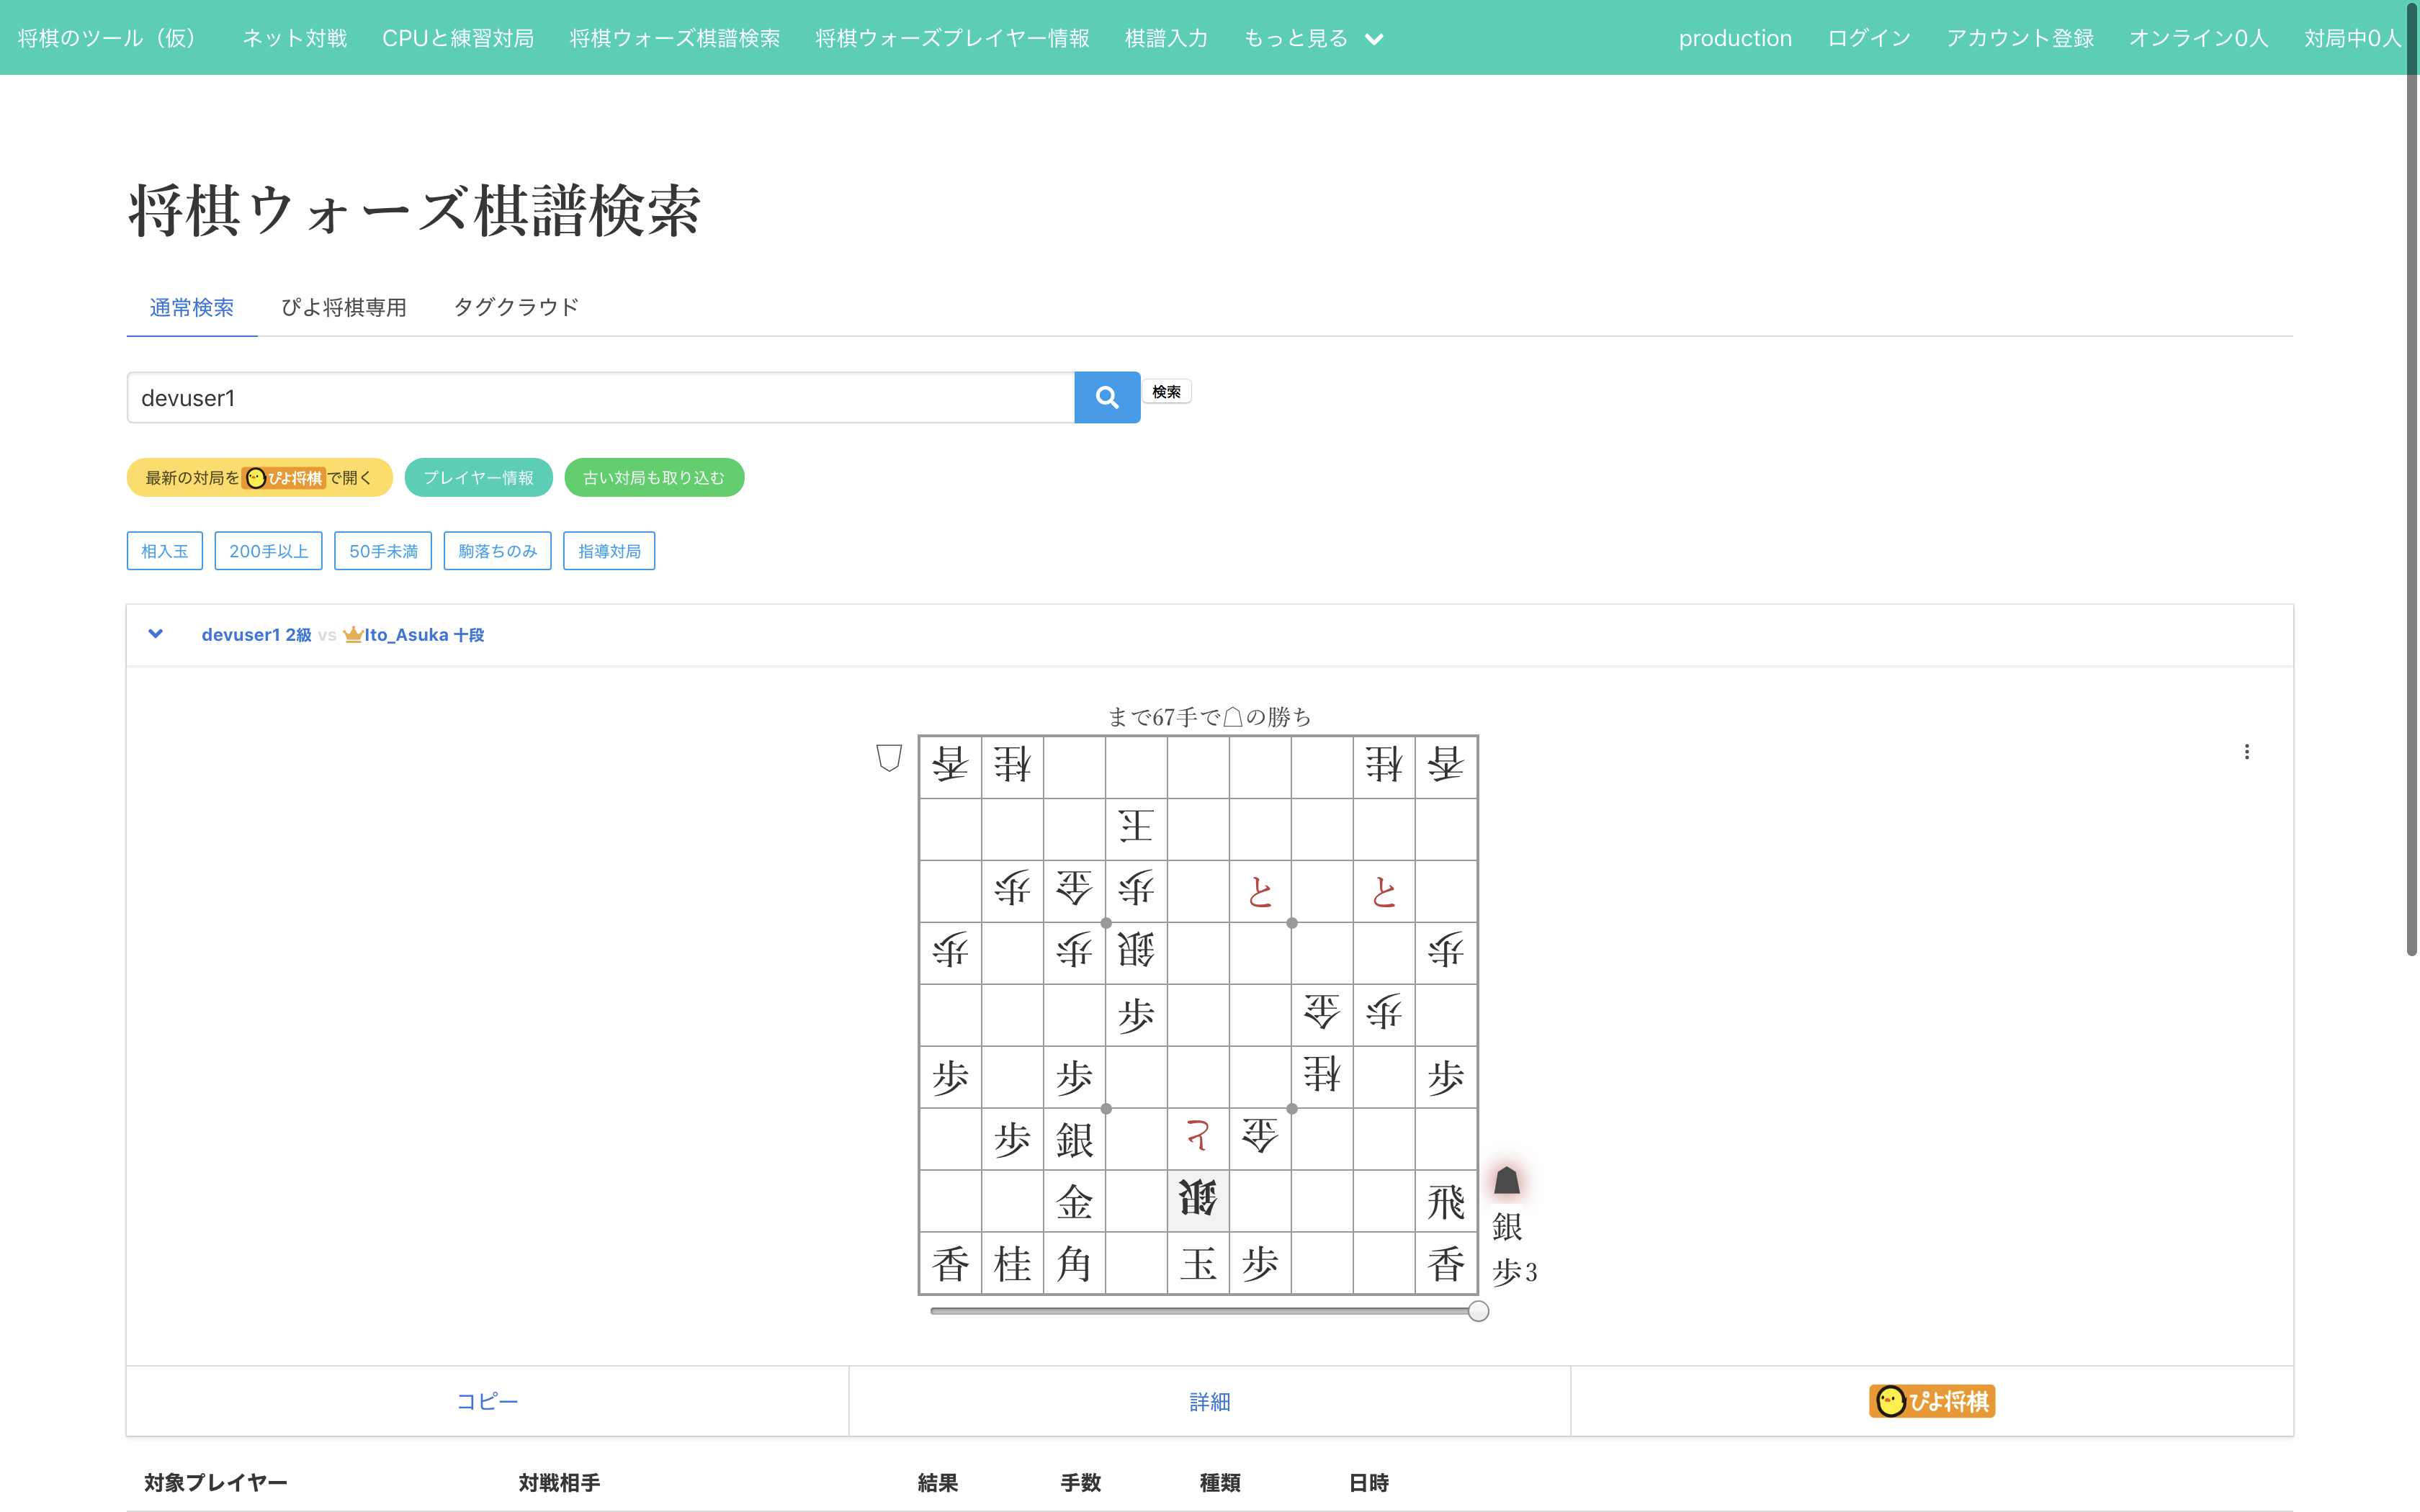 将棋のツール（仮） ネット対戦 CPUと練習対局 将棋ウォーズ棋譜検索 将棋ウォーズプレイヤー情報 棋譜入力 もっと見る production ログイン アカウント登録 オンライン0人 対局中0人
将棋ウォーズ棋譜検索
通常検索 ぴよ将棋専用 タグクラウド
devuser1 検索
最新の対局をぴよ将棋で開く プレイヤー情報 古い対局も取り込む
相入玉 200手以上 50手未満 駒落ちのみ 指導対局
devuser1 2級 vs Ito_Asuka 十段
まで67手で☖の勝ち
香 桂 桂 香
王
歩 金 歩 と と
歩 歩 銀 歩
歩 金 歩
歩 歩 桂 歩
歩 銀 と 金
金 銀 飛
銀
香 桂 角 玉 歩 香
歩3
コピー 詳細 ぴよ将棋
対象プレイヤー 対戦相手 結果 手数 種類 日時